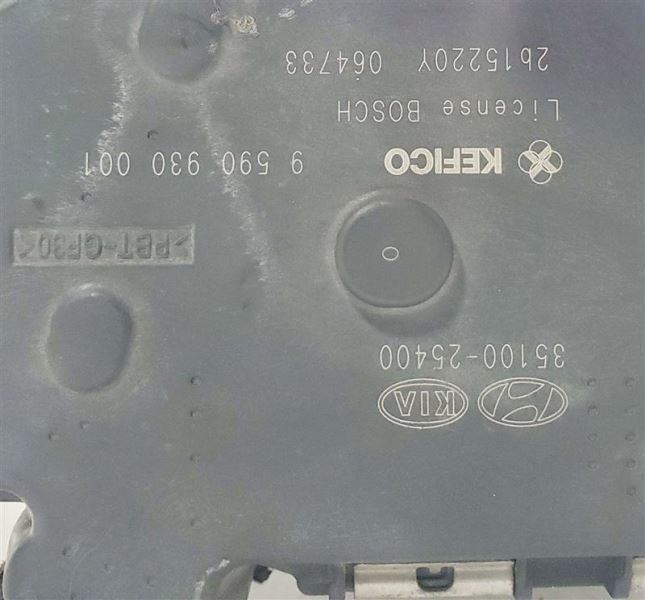 KIA
35100-25400
>PBT-GF30<
KEFICO 9 590 930 001
License BOSCH
2b15220Y 064733